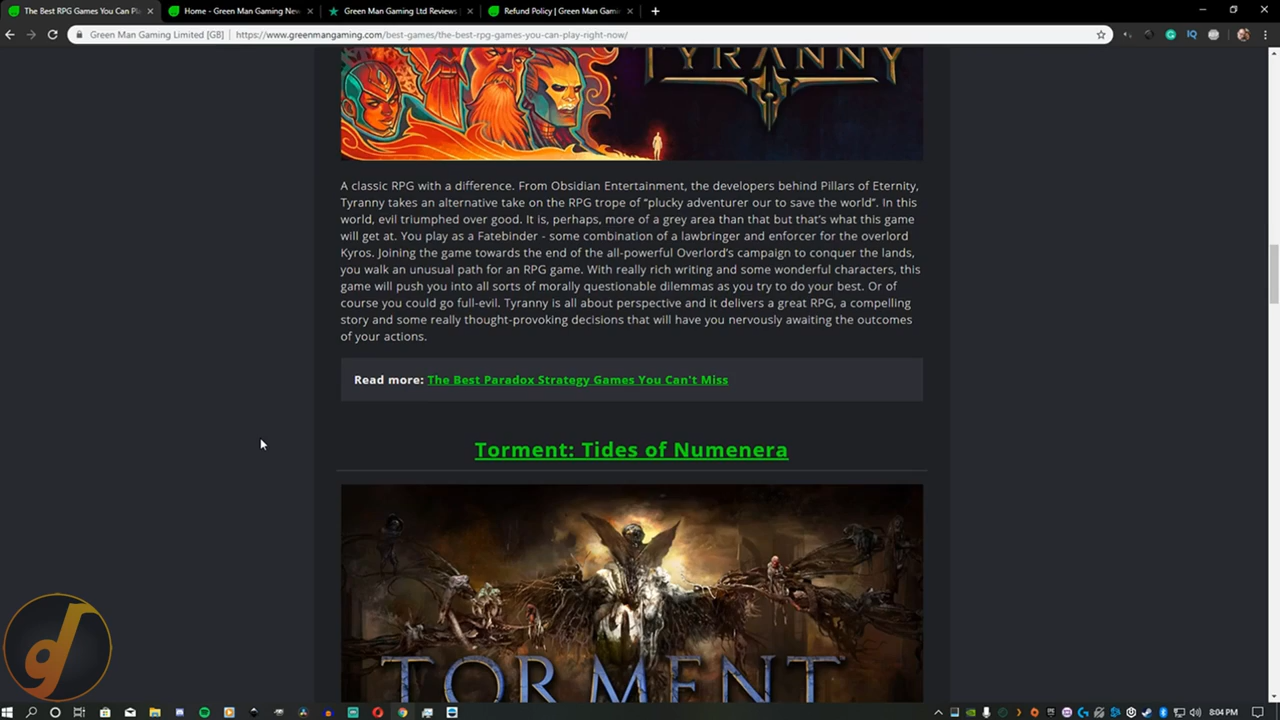 The Best RPG Games You Can Pl
Home - Green Man Gaming New
Green Man Gaming Ltd Reviews
Refund Policy | Green Man Gami
Green Man Gaming Limited [GB] https://www.greenmangaming.com/best-games/the-best-rpg-games-you-can-play-right-now/
TYRANNY
A classic RPG with a difference. From Obsidian Entertainment, the developers behind Pillars of Eternity,
Tyranny takes an alternative take on the RPG trope of “plucky adventurer our to save the world”. In this
world, evil triumphed over good. It is, perhaps, more of a grey area than that but that’s what this game
will get at. You play as a Fatebinder - some combination of a lawbringer and enforcer for the overlord
Kyros. Joining the game towards the end of the all-powerful Overlord’s campaign to conquer the lands,
you walk an unusual path for an RPG game. With really rich writing and some wonderful characters, this
game will push you into all sorts of morally questionable dilemmas as you try to do your best. Or of
course you could go full-evil. Tyranny is all about perspective and it delivers a great RPG, a compelling
story and some really thought-provoking decisions that will have you nervously awaiting the outcomes
of your actions.
Read more: The Best Paradox Strategy Games You Can't Miss
Torment: Tides of Numenera
TORMENT
8:04 PM